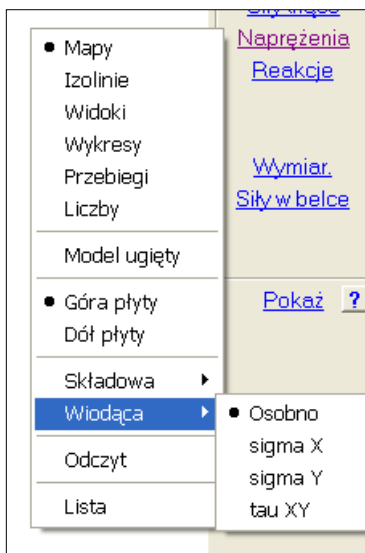 Naprężenia
Reakcje
Wymiar.
Siły w belce
Pokaż ?
Mapy
Izolinie
Widoki
Wykresy
Przebiegi
Liczby
Model ugięty
Góra płyty
Dół płyty
Składowa
Wiodąca
Odczyt
Lista
Osobno
sigma X
sigma Y
tau XY